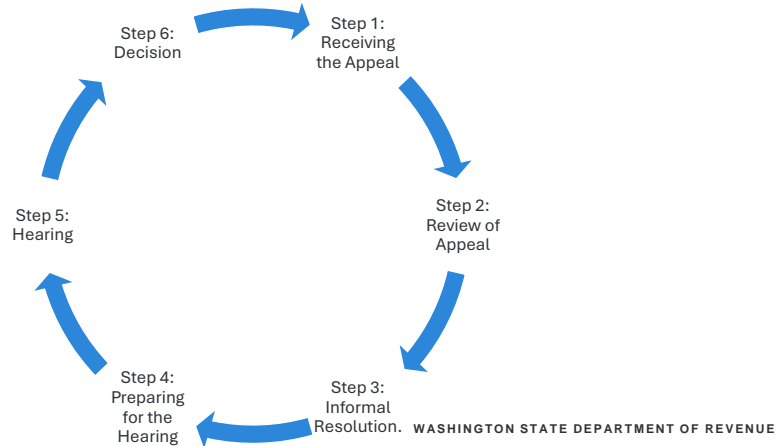 Step 1:
Receiving
the Appeal
Step 2:
Review of
Appeal
Step 3:
Informal
Resolution.
Step 4:
Preparing
for the
Hearing
Step 5:
Hearing
Step 6:
Decision
WASHINGTON STATE DEPARTMENT OF REVENUE